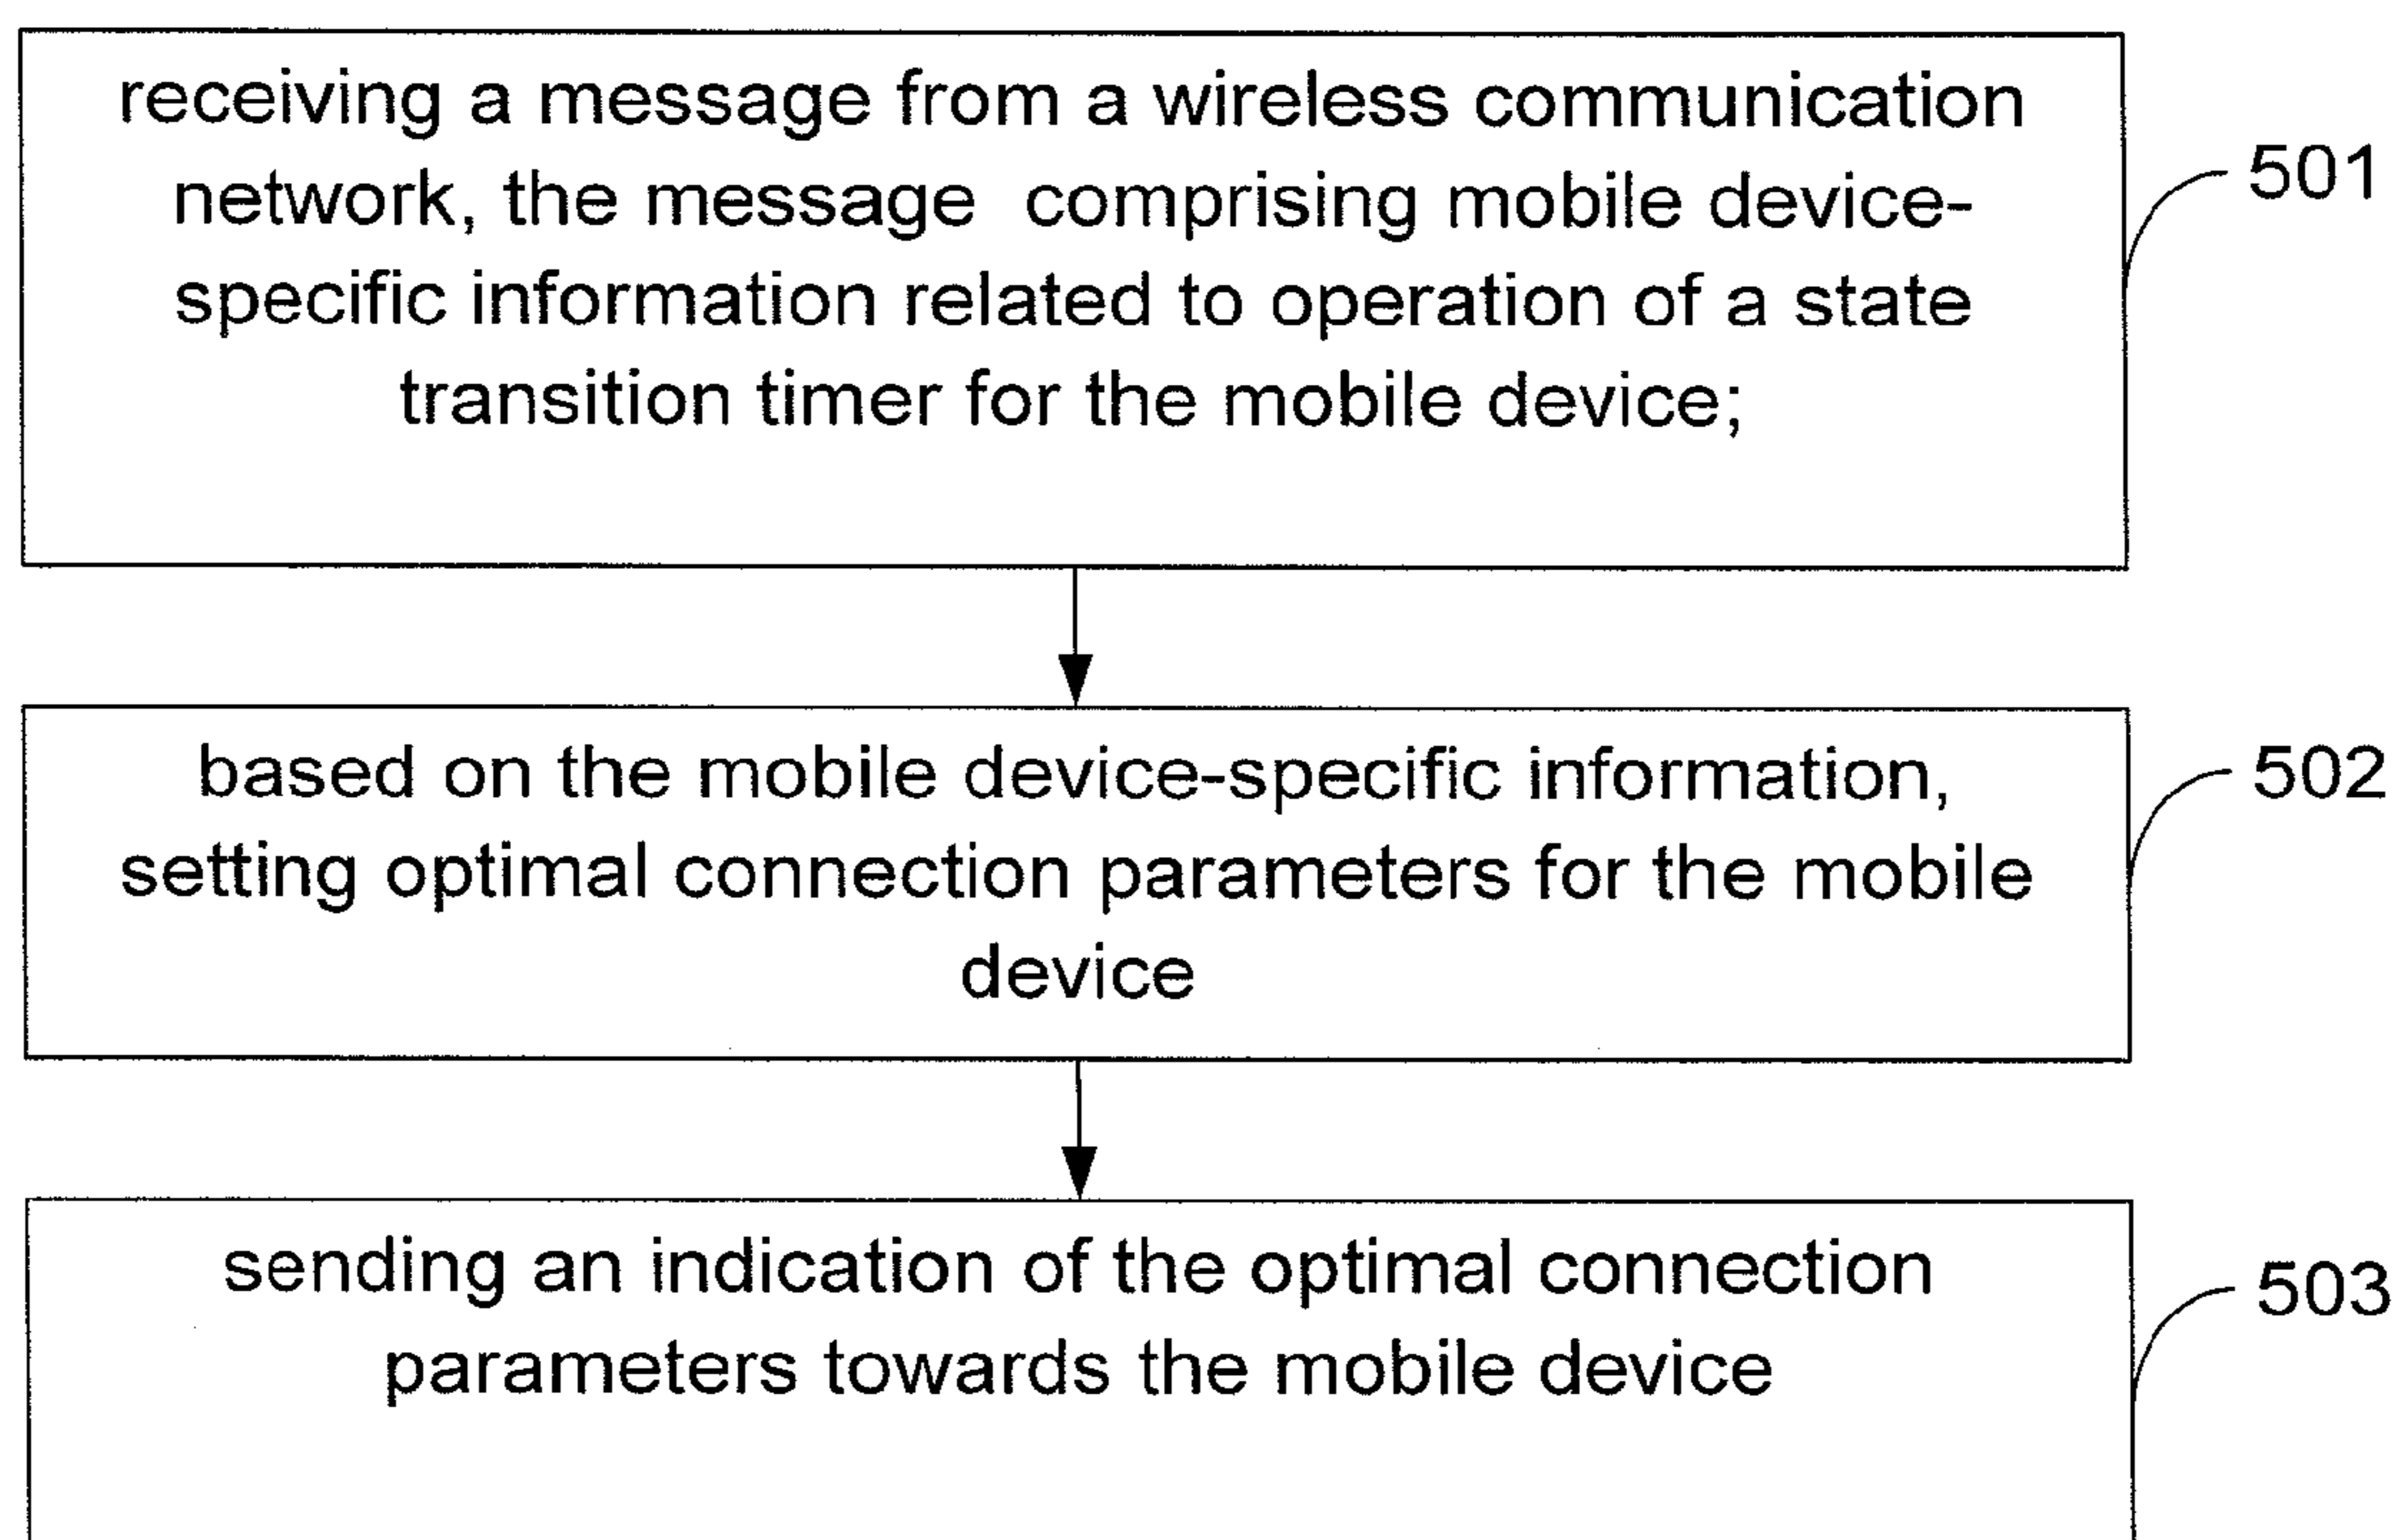 receiving a message from a wireless communication
network, the message comprising mobile device-
specific information related to operation of a state
transition timer for the mobile device;
501
based on the mobile device-specific information,
setting optimal connection parameters for the mobile
device
502
sending an indication of the optimal connection
parameters towards the mobile device
503